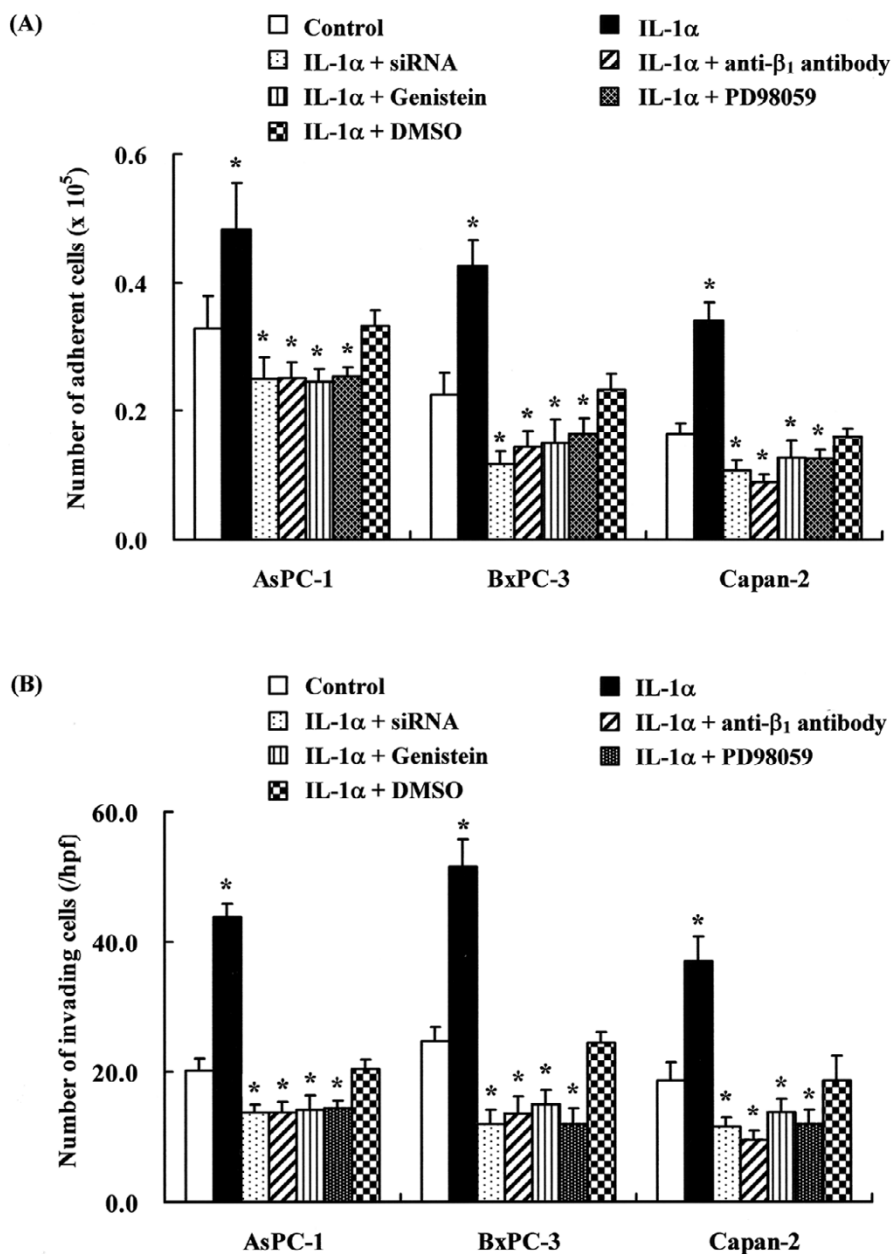 (A)
Control
IL-1α
IL-1α + siRNA
IL-1α + anti-β₁ antibody
IL-1α + Genistein
IL-1α + PD98059
IL-1α + DMSO
Number of adherent cells (x 10⁵)
0.6
0.4
0.2
0.0
* * * * * *
* * * * *
* * * * *
AsPC-1
BxPC-3
Capan-2
(B)
Control
IL-1α
IL-1α + siRNA
IL-1α + anti-β₁ antibody
IL-1α + Genistein
IL-1α + PD98059
IL-1α + DMSO
Number of invading cells (/hpf)
60.0
40.0
20.0
0.0
* * * * *
* * * * *
* * * * *
AsPC-1
BxPC-3
Capan-2